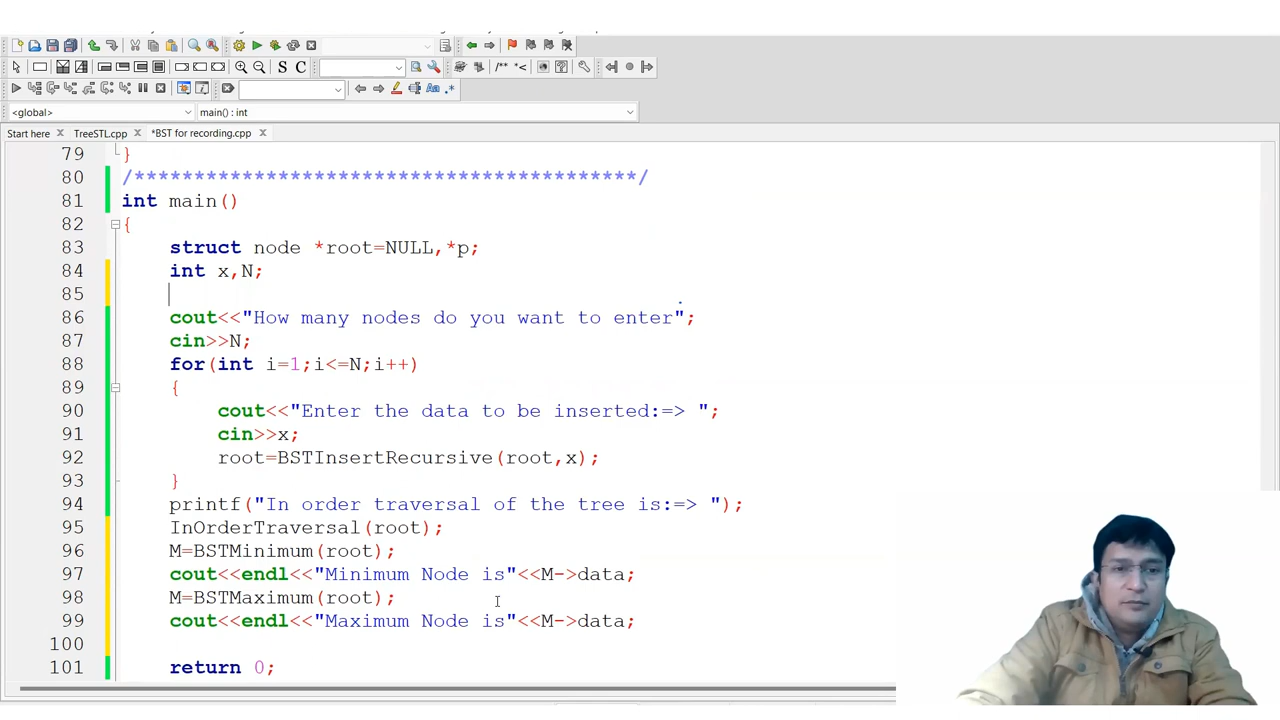 <global>
main() : int
Start here
TreeSTL.cpp
*BST for recording.cpp
79 }
80 /******************************************/
81 int main()
82 {
83 struct node *root=NULL,*p;
84 int x,N;
85
86 cout<<"How many nodes do you want to enter";
87 cin>>N;
88 for(int i=1;i<=N;i++)
89 {
90 cout<<"Enter the data to be inserted:=> ";
91 cin>>x;
92 root=BSTInsertRecursive(root,x);
93 }
94 printf("In order traversal of the tree is:=> ");
95 InOrderTraversal(root);
96 M=BSTMinimum(root);
97 cout<<endl<<"Minimum Node is"<<M->data;
98 M=BSTMaximum(root);
99 cout<<endl<<"Maximum Node is"<<M->data;
100
101 return 0;